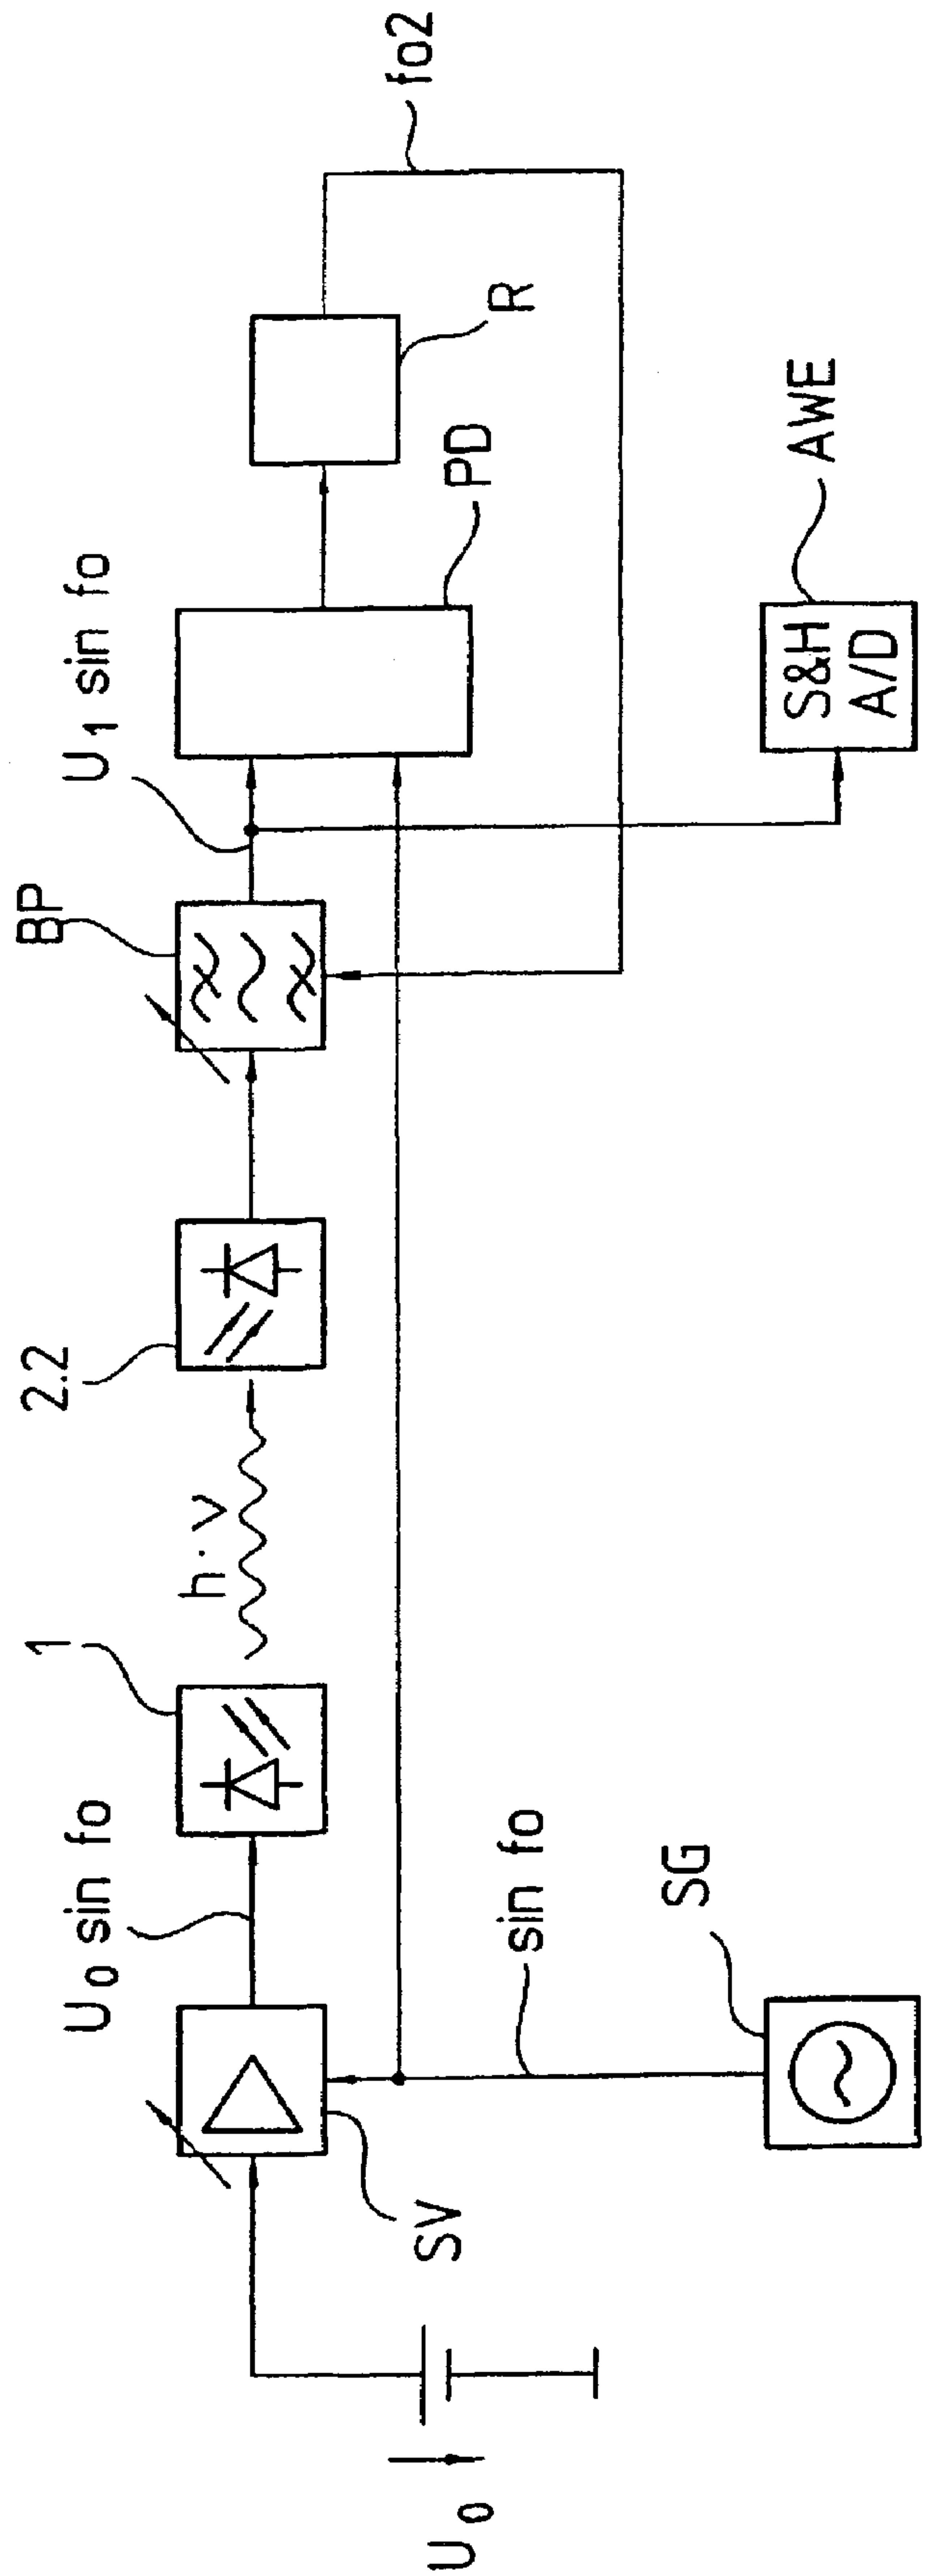 U0
SV
U0 sin fo
1
h·ν
2.2
BP
U1 sin fo
PD
R
fo2
sin fo
SG
S&H
A/D
AWE